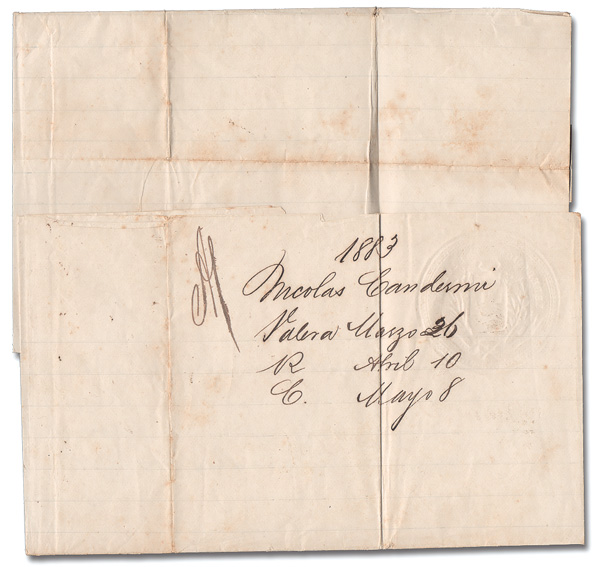 1883
Nicolas Candemi
Valera Marzo 26
R Abril 10
C. Mayo 8